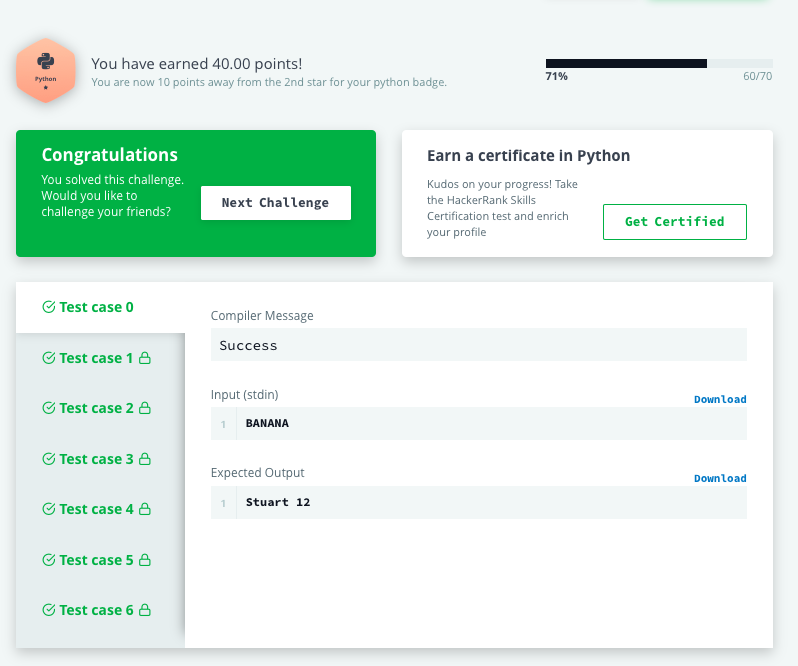 Python
You have earned 40.00 points!
You are now 10 points away from the 2nd star for your python badge.
71%
60/70
Congratulations
You solved this challenge.
Would you like to
challenge your friends?
Next Challenge
Earn a certificate in Python
Kudos on your progress! Take
the HackerRank Skills
Certification test and enrich
your profile
Get Certified
Test case 0
Test case 1
Test case 2
Test case 3
Test case 4
Test case 5
Test case 6
Compiler Message
Success
Input (stdin)
Download
1 BANANA
Expected Output
Download
1 Stuart 12